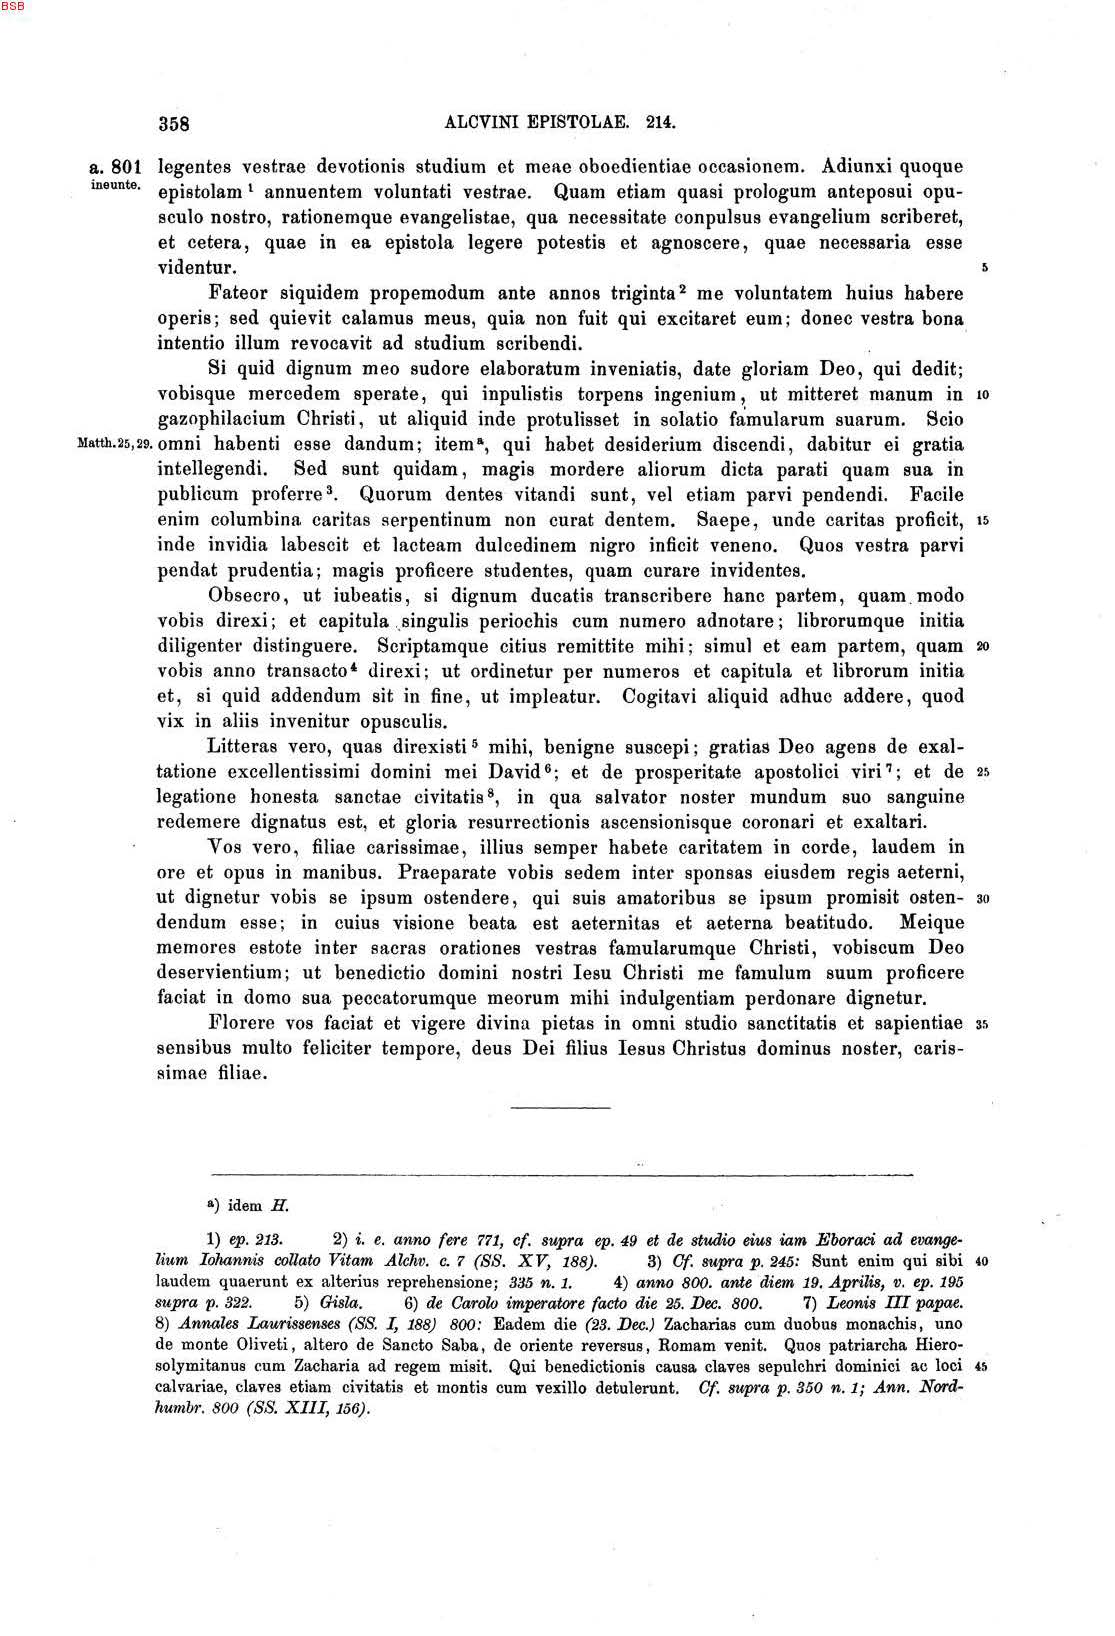 BSB
358 ALCVINI EPISTOLAE. 214.
a. 801 legentes vestrae devotionis studium et meae oboedientiae occasionem. Adiunxi quoque
ineunte. epistolam¹ annuentem voluntati vestrae. Quam etiam quasi prologum anteposui opu-
sculo nostro, rationemque evangelistae, qua necessitate conpulsus evangelium scriberet,
et cetera, quae in ea epistola legere potestis et agnoscere, quae necessaria esse
videntur. 5
Fateor siquidem propemodum ante annos triginta² me voluntatem huius habere
operis; sed quievit calamus meus, quia non fuit qui excitaret eum; donec vestra bona
intentio illum revocavit ad studium scribendi.
Si quid dignum meo sudore elaboratum inveniatis, date gloriam Deo, qui dedit;
vobisque mercedem sperate, qui inpulistis torpens ingenium, ut mitteret manum in 10
gazophilacium Christi, ut aliquid inde protulisset in solatio famularum suarum. Scio
Matth. 25, 29. omni habenti esse dandum; itemᵃ, qui habet desiderium discendi, dabitur ei gratia
intellegendi. Sed sunt quidam, magis mordere aliorum dicta parati quam sua in
publicum proferre³. Quorum dentes vitandi sunt, vel etiam parvi pendendi. Facile
enim columbina caritas serpentinum non curat dentem. Saepe, unde caritas proficit, 15
inde invidia labescit et lacteam dulcedinem nigro inficit veneno. Quos vestra parvi
pendat prudentia; magis proficere studentes, quam curare invidentes.
Obsecro, ut iubeatis, si dignum ducatis transcribere hanc partem, quam modo
vobis direxi; et capitula singulis periochis cum numero adnotare; librorumque initia
diligenter distinguere. Scriptamque citius remittite mihi; simul et eam partem, quam 20
vobis anno transacto⁴ direxi; ut ordinetur per numeros et capitula et librorum initia
et, si quid addendum sit in fine, ut impleatur. Cogitavi aliquid adhuc addere, quod
vix in aliis invenitur opusculis.
Litteras vero, quas direxisti⁵ mihi, benigne suscepi; gratias Deo agens de exal-
tatione excellentissimi domini mei David⁶; et de prosperitate apostolici viri⁷; et de 25
legatione honesta sanctae civitatis⁸, in qua salvator noster mundum suo sanguine
redemere dignatus est, et gloria resurrectionis ascensionisque coronari et exaltari.
Vos vero, filiae carissimae, illius semper habete caritatem in corde, laudem in
ore et opus in manibus. Praeparate vobis sedem inter sponsas eiusdem regis aeterni,
ut dignetur vobis se ipsum ostendere, qui suis amatoribus se ipsum promisit osten- 30
dendum esse; in cuius visione beata est aeternitas et aeterna beatitudo. Meique
memores estote inter sacras orationes vestras famularumque Christi, vobiscum Deo
deservientium; ut benedictio domini nostri Iesu Christi me famulum suum proficere
faciat in domo sua peccatorumque meorum mihi indulgentiam perdonare dignetur.
Florere vos faciat et vigere divina pietas in omni studio sanctitatis et sapientiae 35
sensibus multo feliciter tempore, deus Dei filius Iesus Christus dominus noster, caris-
simae filiae.
a) idem H.
1) ep. 213. 2) i. e. anno fere 771, cf. supra ep. 49 et de studio eius iam Eboraci ad evange-
lium Iohannis collato Vitam Alchv. c. 7 (SS. XV, 188). 3) Cf. supra p. 245: Sunt enim qui sibi 40
laudem quaerunt ex alterius reprehensione; 335 n. 1. 4) anno 800. ante diem 19. Aprilis, v. ep. 195
supra p. 322. 5) Gisla. 6) de Carolo imperatore facto die 25. Dec. 800. 7) Leonis III papae.
8) Annales Laurissenses (SS. I, 188) 800: Eadem die (23. Dec.) Zacharias cum duobus monachis, uno
de monte Oliveti, altero de Sancto Saba, de oriente reversus, Romam venit. Quos patriarcha Hiero-
solymitanus cum Zacharia ad regem misit. Qui benedictionis causa claves sepulchri dominici ac loci 45
calvariae, claves etiam civitatis et montis cum vexillo detulerunt. Cf. supra p. 350 n. 1; Ann. Nord-
humbr. 800 (SS. XIII, 156).